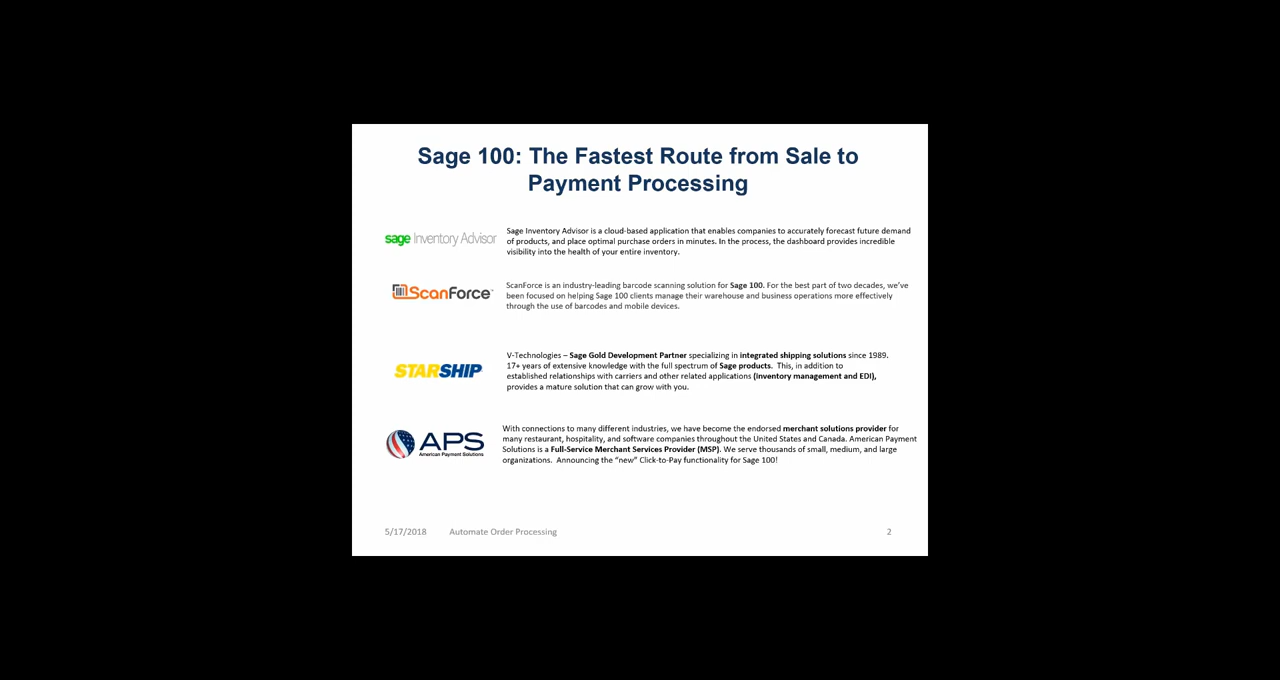 Sage 100: The Fastest Route from Sale to
Payment Processing
sage Inventory Advisor
Sage Inventory Advisor is a cloud-based application that enables companies to accurately forecast future demand
of products, and place optimal purchase orders in minutes. In the process, the dashboard provides incredible
visibility into the health of your entire inventory.
ScanForce
ScanForce is an industry-leading barcode scanning solution for Sage 100. For the best part of two decades, we've
been focused on helping Sage 100 clients manage their warehouse and business operations more effectively
through the use of barcodes and mobile devices.
STARSHIP
V-Technologies – Sage Gold Development Partner specializing in integrated shipping solutions since 1989.
17+ years of extensive knowledge with the full spectrum of Sage products. This, in addition to
established relationships with carriers and other related applications (inventory management and EDI),
provides a mature solution that can grow with you.
APS
American Payment Solutions
With connections to many different industries, we have become the endorsed merchant solutions provider for
many restaurant, hospitality, and software companies throughout the United States and Canada. American Payment
Solutions is a Full-Service Merchant Services Provider (MSP). We serve thousands of small, medium, and large
organizations. Announcing the "new" Click-to-Pay functionality for Sage 100!
5/17/2018 Automate Order Processing 2